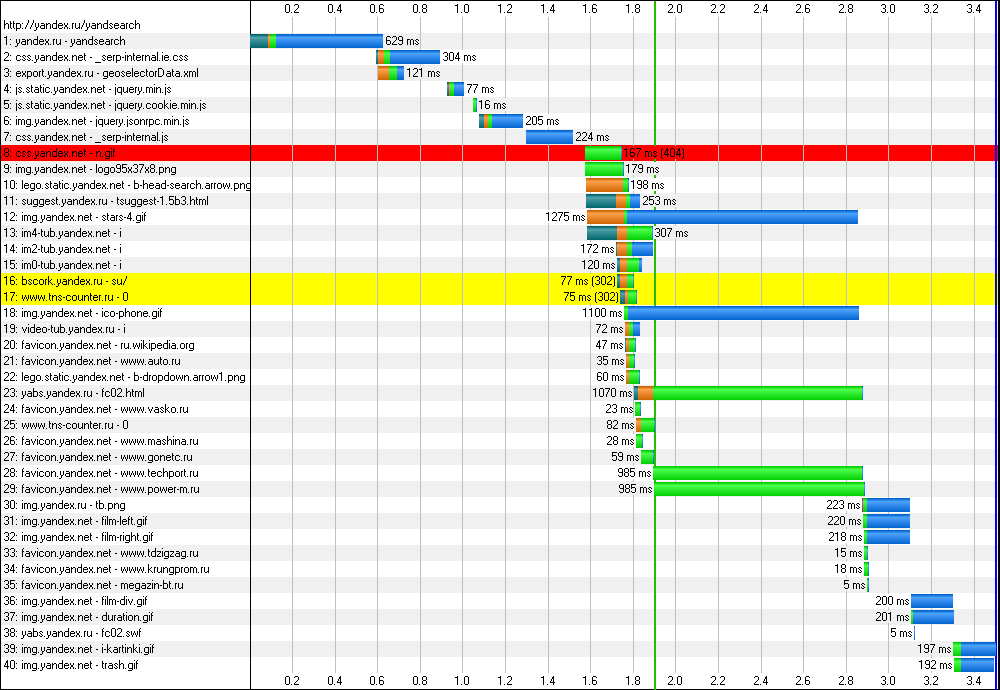 0.2 0.4 0.6 0.8 1.0 1.2 1.4 1.6 1.8 2.0 2.2 2.4 2.6 2.8 3.0 3.2 3.4
http://yandex.ru/yandsearch
1: yandex.ru - yandsearch 629 ms
2: css.yandex.net - _serp-internal.ie.css 304 ms
3: export.yandex.ru - geoselectorData.xml 121 ms
4: js.static.yandex.net - jquery.min.js 77 ms
5: js.static.yandex.net - jquery.cookie.min.js 16 ms
6: img.yandex.net - jquery.jsonrpc.min.js 205 ms
7: css.yandex.net - _serp-internal.js 224 ms
8: css.yandex.net - n.gif 167 ms (404)
9: img.yandex.net - logo95x37x8.png 179 ms
10: lego.static.yandex.net - b-head-search.arrow.png 198 ms
11: suggest.yandex.ru - tsuggest-1.5b3.html 253 ms
12: img.yandex.net - stars-4.gif 1275 ms
13: im4-tub.yandex.net - i 307 ms
14: im2-tub.yandex.net - i 172 ms
15: im0-tub.yandex.net - i 120 ms
16: bscork.yandex.ru - su/ 77 ms (302)
17: www.tns-counter.ru - 0 75 ms (302)
18: img.yandex.net - ico-phone.gif 1100 ms
19: video-tub.yandex.ru - i 72 ms
20: favicon.yandex.net - ru.wikipedia.org 47 ms
21: favicon.yandex.net - www.auto.ru 35 ms
22: lego.static.yandex.net - b-dropdown.arrow1.png 60 ms
23: yabs.yandex.ru - fc02.html 1070 ms
24: favicon.yandex.net - www.vasko.ru 23 ms
25: www.tns-counter.ru - 0 82 ms
26: favicon.yandex.net - www.mashina.ru 28 ms
27: favicon.yandex.net - www.gonetc.ru 59 ms
28: favicon.yandex.net - www.techport.ru 985 ms
29: favicon.yandex.net - www.power-m.ru 985 ms
30: img.yandex.ru - tb.png 223 ms
31: img.yandex.net - film-left.gif 220 ms
32: img.yandex.net - film-right.gif 218 ms
33: favicon.yandex.net - www.tdzigzag.ru 15 ms
34: favicon.yandex.net - www.krungprom.ru 18 ms
35: favicon.yandex.net - megazin-bt.ru 5 ms
36: img.yandex.net - film-div.gif 200 ms
37: img.yandex.net - duration.gif 201 ms
38: yabs.yandex.ru - fc02.swf 5 ms
39: img.yandex.net - i-kartinki.gif 197 ms
40: img.yandex.net - trash.gif 192 ms
0.2 0.4 0.6 0.8 1.0 1.2 1.4 1.6 1.8 2.0 2.2 2.4 2.6 2.8 3.0 3.2 3.4